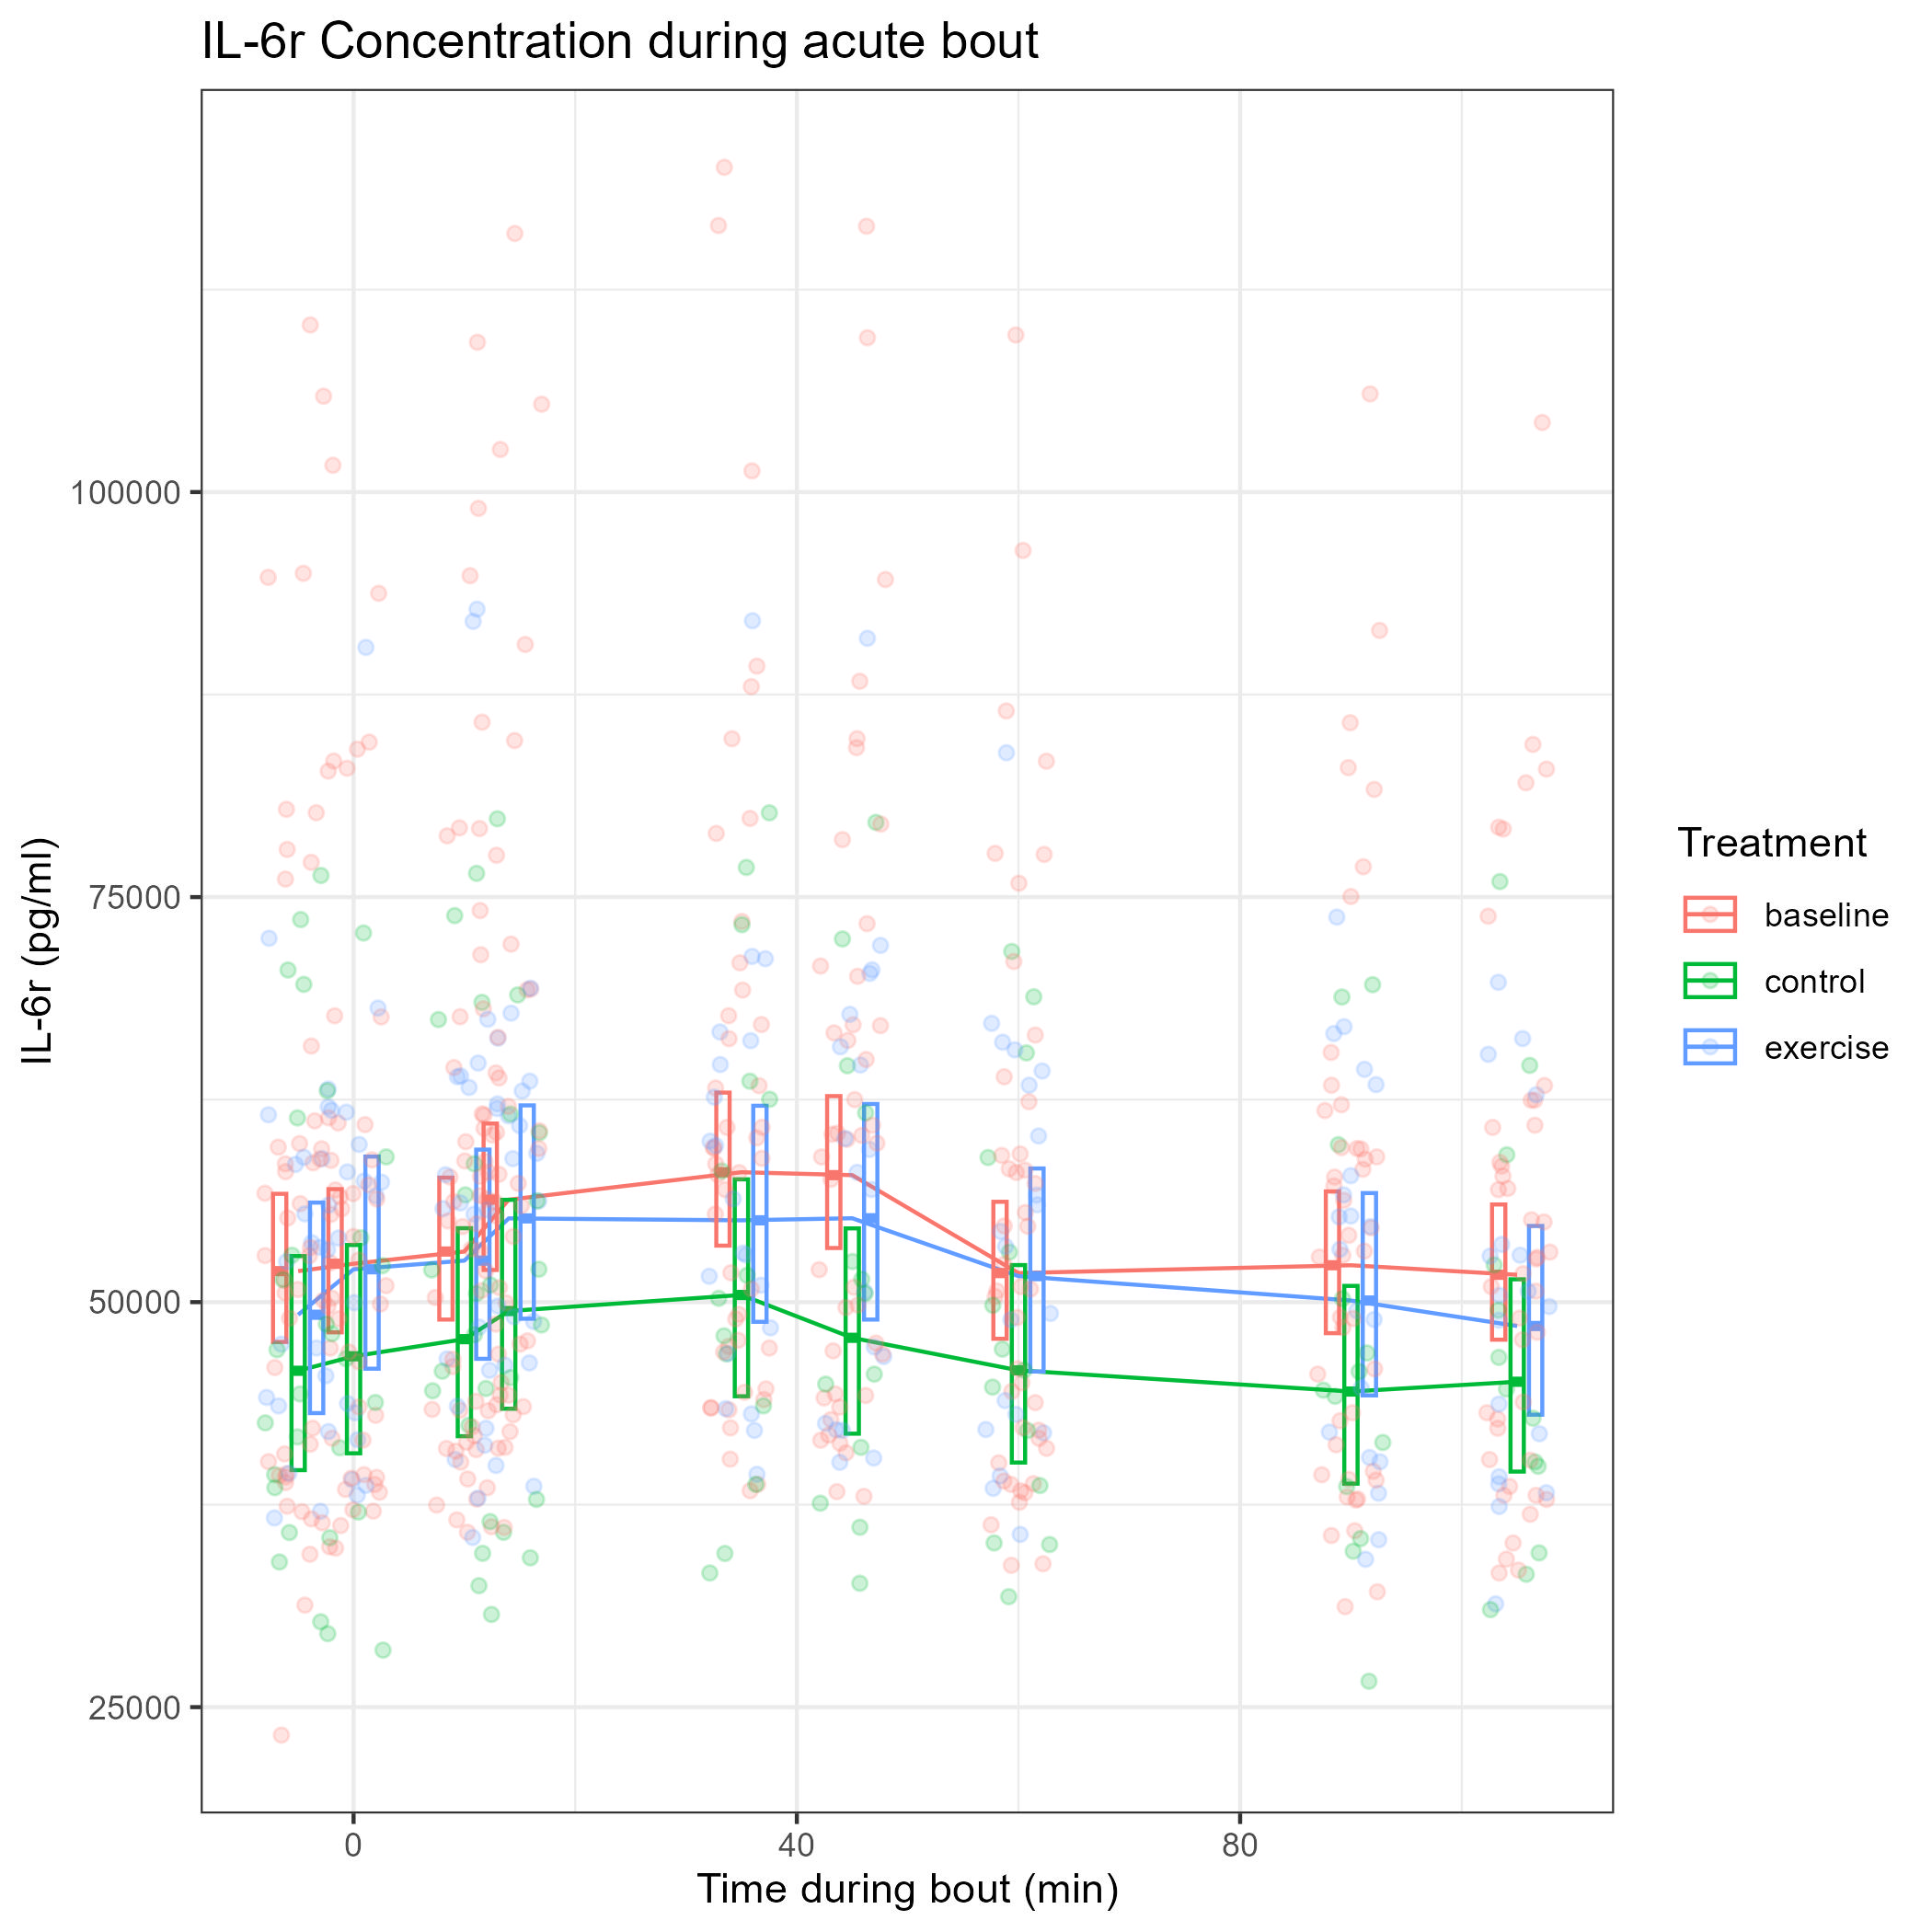 IL-6r Concentration during acute bout
IL-6r (pg/ml)
100000
75000
50000
25000
0
40
80
Time during bout (min)
Treatment
baseline
control
exercise